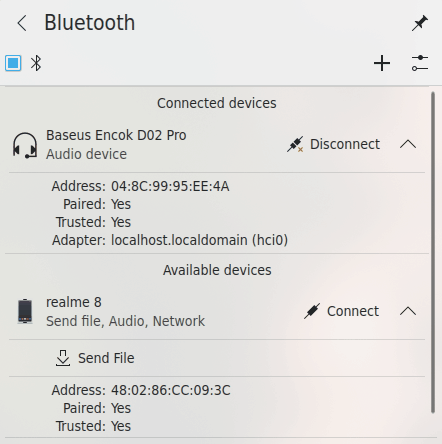 Bluetooth
Connected devices
Baseus Encok D02 Pro
Audio device
Disconnect
Address: 04:8C:99:95:EE:4A
Paired: Yes
Trusted: Yes
Adapter: localhost.localdomain (hci0)
Available devices
realme 8
Send file, Audio, Network
Connect
Send File
Address: 48:02:86:CC:09:3C
Paired: Yes
Trusted: Yes